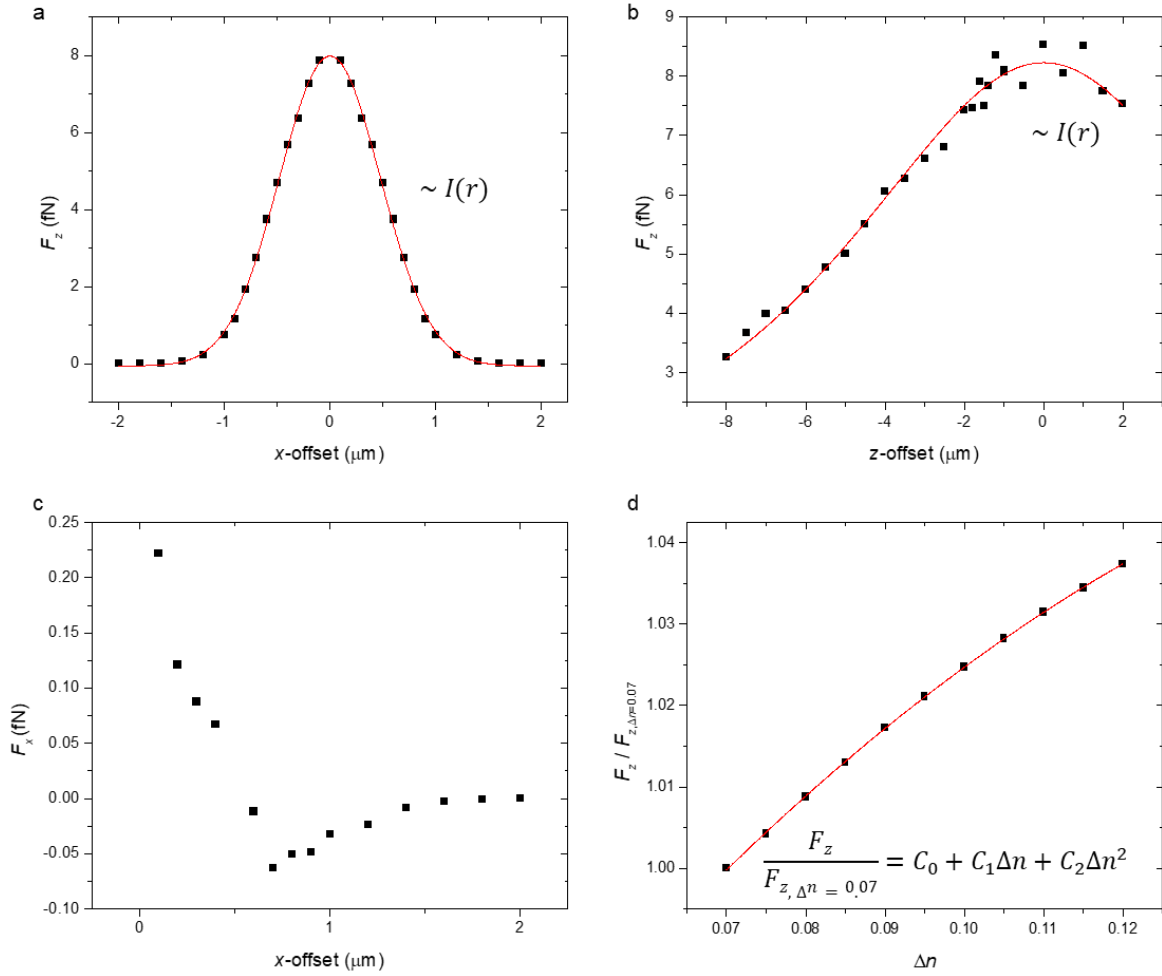 a
8
6
4
2
0
F_z (fN)
~ I(r)
-2 -1 0 1 2
x-offset (μm)
b
9
8
7
6
5
4
3
F_z (fN)
~ I(r)
-8 -6 -4 -2 0 2
z-offset (μm)
c
0.25
0.20
0.15
0.10
0.05
0.00
-0.05
-0.10
F_x (fN)
0 1 2
x-offset (μm)
d
1.04
1.03
1.02
1.01
1.00
F_z / F_z,Δn=0.07
F_z / F_z, Δn = 0.07 = C_0 + C_1Δn + C_2Δn^2
0.07 0.08 0.09 0.10 0.11 0.12
Δn